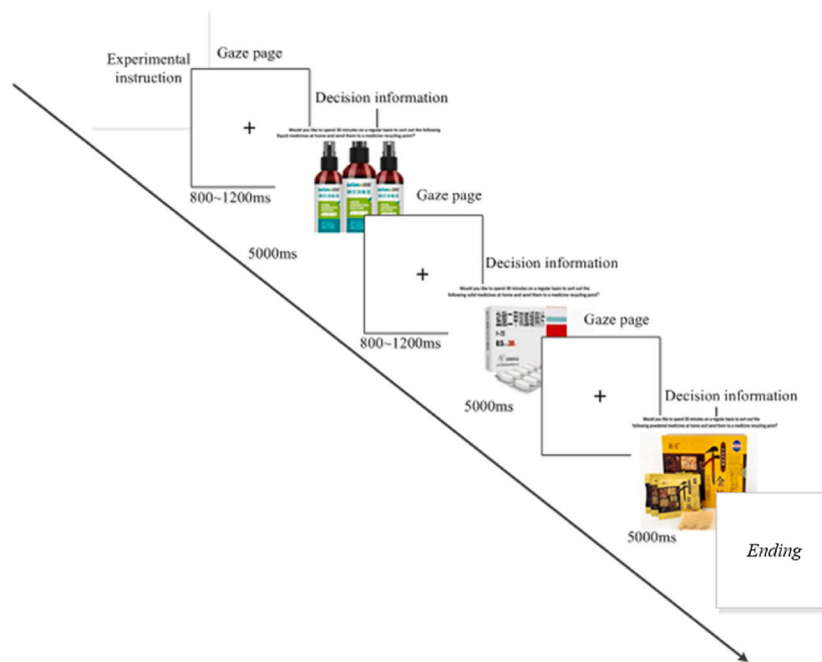 Experimental
instruction
Gaze page
800~1200ms
Decision information
Would you like to spend 30 minutes on a regular basis to sort out the following
liquid medicines at home and send them to a medicine recycling point?
5000ms
Gaze page
800~1200ms
Decision information
Would you like to spend 30 minutes on a regular basis to sort out the
following solid medicines at home and send them to a medicine recycling point?
5000ms
Gaze page
Decision information
Would you like to spend 30 minutes on a regular basis to sort out the
following powdered medicines at home and send them to a medicine recycling point?
5000ms
Ending